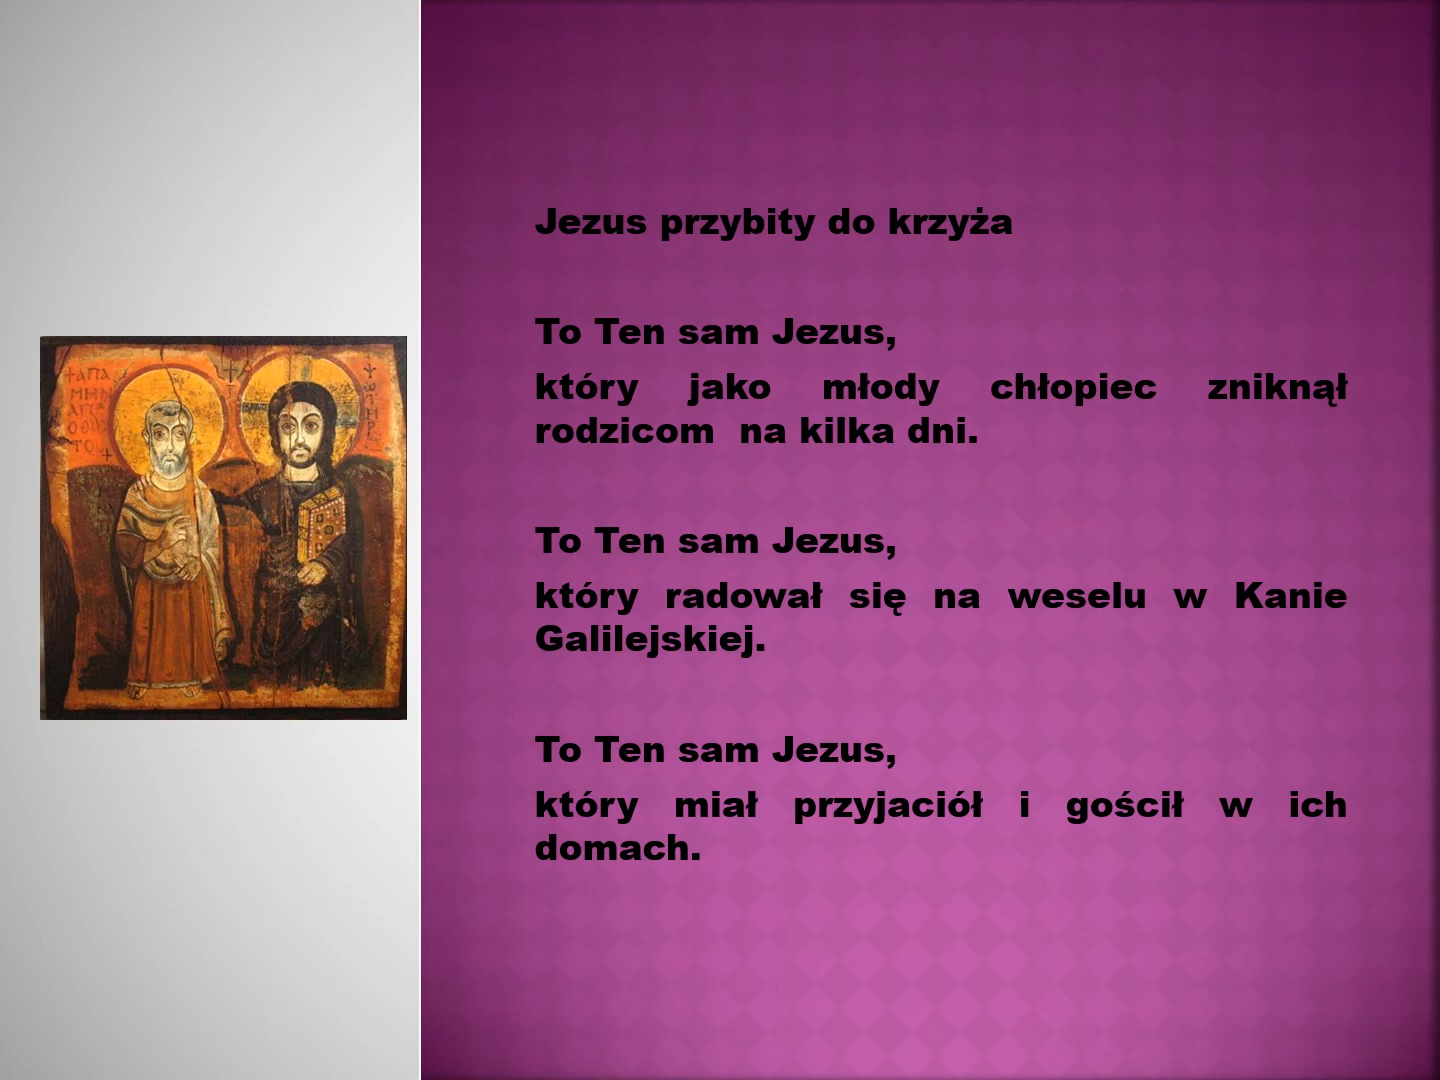 Jezus przybity do krzyża
To Ten sam Jezus,
który jako młody chłopiec zniknął
rodzicom na kilka dni.
To Ten sam Jezus,
który radował się na weselu w Kanie
Galilejskiej.
To Ten sam Jezus,
który miał przyjaciół i gościł w ich
domach.